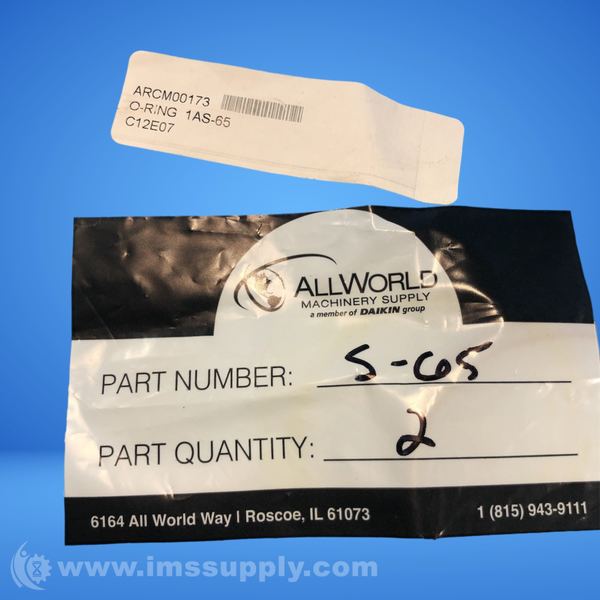 ARCM00173
O-RING 1AS-65
C12E07
ALLWORLD
MACHINERY SUPPLY
a member of DAIKIN group
PART NUMBER: S-65
PART QUANTITY: 2
6164 All World Way | Roscoe, IL 61073 1 (815) 943-9111
www.imssupply.com